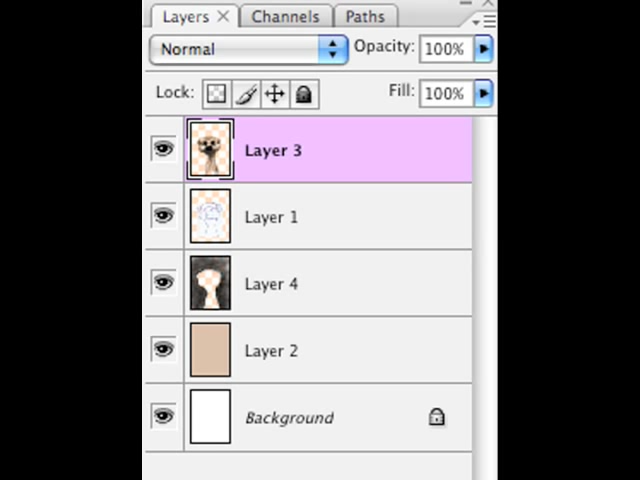 Layers Channels Paths
Normal Opacity: 100%
Lock: Fill: 100%
Layer 3
Layer 1
Layer 4
Layer 2
Background